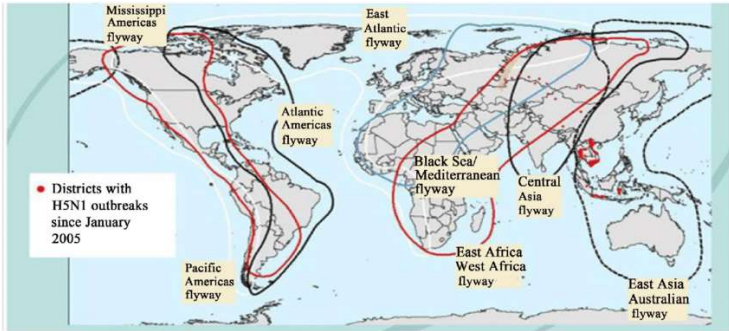 Mississippi
Americas
flyway
East
Atlantic
flyway
Atlantic
Americas
flyway
Black Sea/
Mediterranean
flyway
Central
Asia
flyway
Districts with
H5N1 outbreaks
since January
2005
Pacific
Americas
flyway
East Africa
West Africa
flyway
East Asia
Australian
flyway